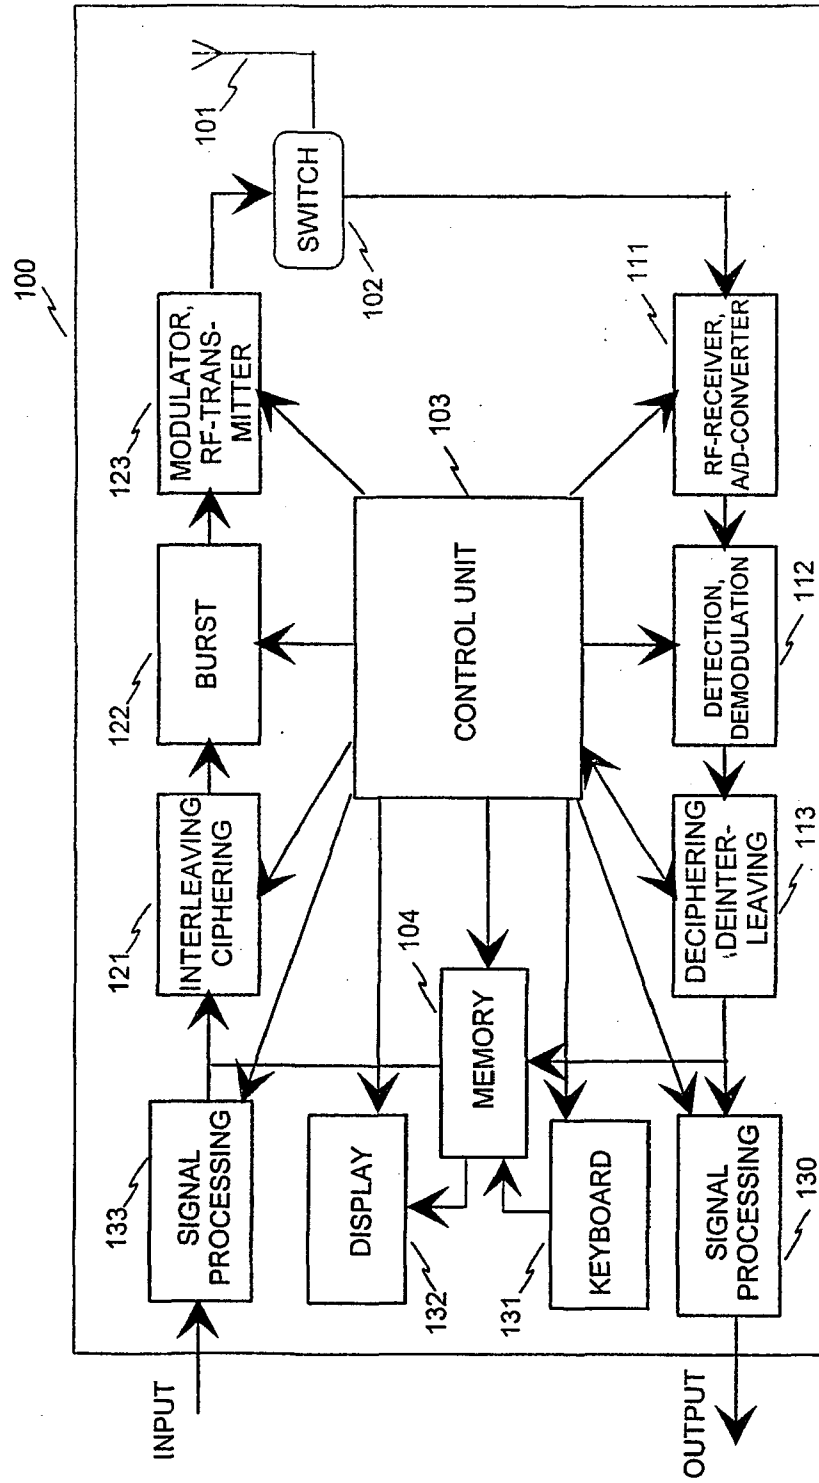 100
101
SWITCH
102
123
MODULATOR,
RF-TRANS-
MITTER
122
BURST
121
INTERLEAVING
CIPHERING
133
SIGNAL
PROCESSING
INPUT
103
CONTROL UNIT
104
MEMORY
DISPLAY
132
KEYBOARD
131
111
RF-RECEIVER,
A/D-CONVERTER
DETECTION,
DEMODULATION
112
DECIPHERING
DEINTER-
LEAVING
113
SIGNAL
PROCESSING
130
OUTPUT